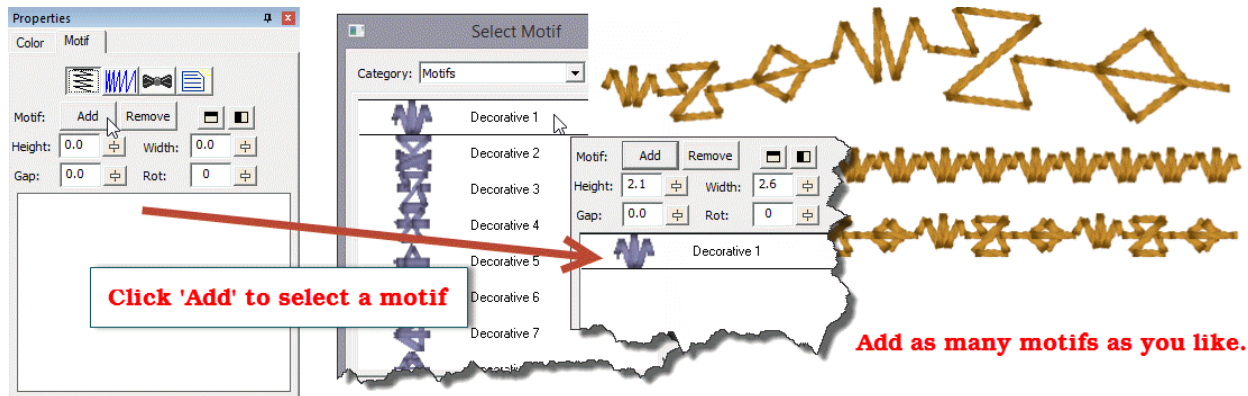 Properties
Color Motif
Motif: Add Remove
Height: 0.0 Width: 0.0
Gap: 0.0 Rot: 0
Click 'Add' to select a motif
Select Motif
Category: Motifs
Decorative 1
Decorative 2
Decorative 3
Decorative 4
Decorative 5
Decorative 6
Decorative 7
Motif: Add Remove
Height: 2.1 Width: 2.6
Gap: 0.0 Rot: 0
Decorative 1
Add as many motifs as you like.